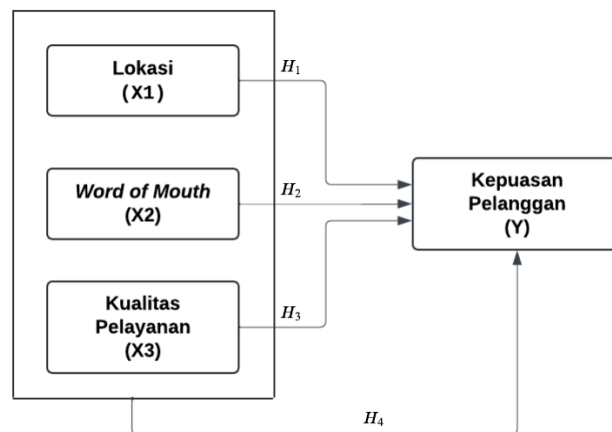 Lokasi
(X1)
H1
Word of Mouth
(X2)
H2
Kualitas
Pelayanan
(X3)
H3
Kepuasan
Pelanggan
(Y)
H4